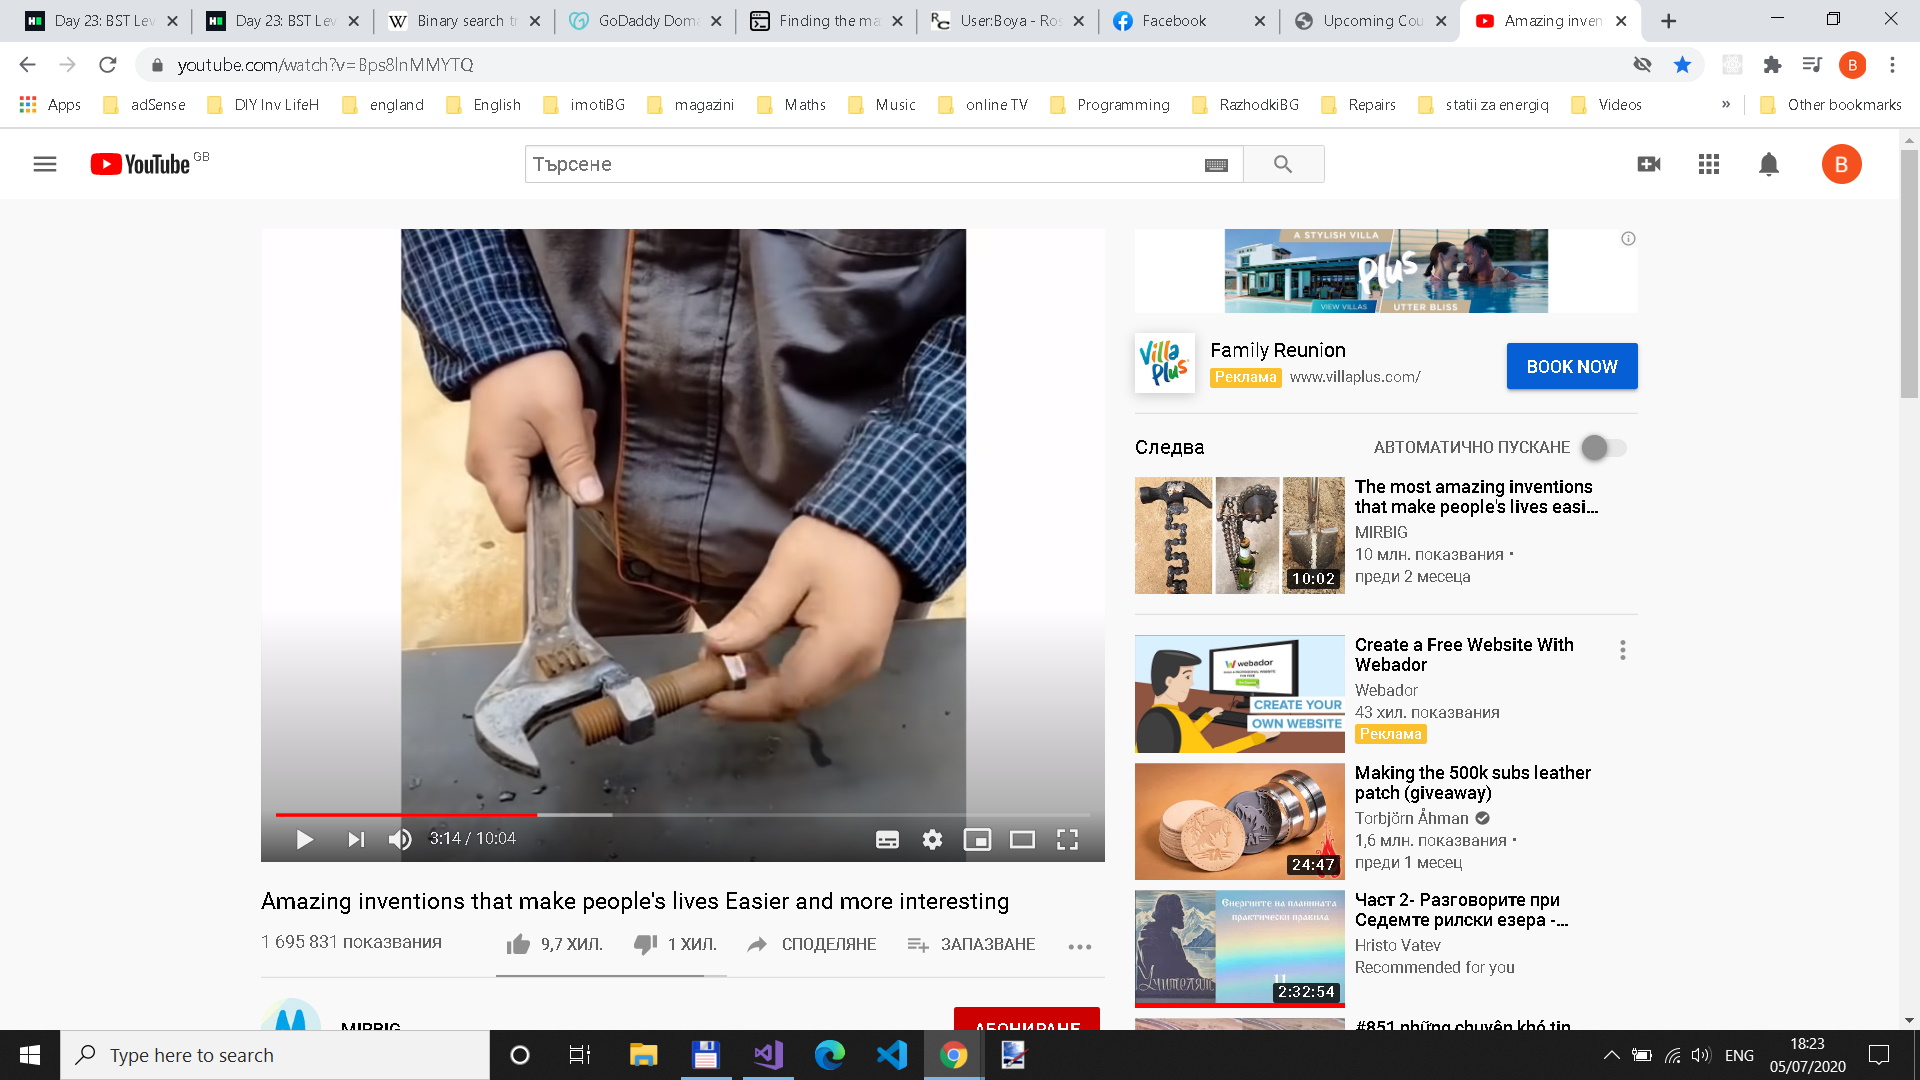 Day 23: BST Lev
Day 23: BST Lev
Binary search tr
GoDaddy Doma
Finding the ma
User:Boya - Ros
Facebook
Upcoming Cou
Amazing inven
youtube.com/watch?v=Bps8lnMMYTQ
B
Apps
adSense
DIY Inv LifeH
england
English
imotiBG
magazini
Maths
Music
online TV
Programming
RazhodkiBG
Repairs
statii za energiq
Videos
»
Other bookmarks
YouTube GB
Търсене
B
A STYLISH VILLA
Plus
VIEW VILLAS
UTTER BLISS
Villa Plus
Family Reunion
Реклама www.villaplus.com/
BOOK NOW
Следва
АВТОМАТИЧНО ПУСКАНЕ
10:02
The most amazing inventions
that make people's lives easi...
MIRBIG
10 млн. показвания •
преди 2 месеца
webador
CREATE YOUR
OWN WEBSITE
Create a Free Website With
Webador
Webador
43 хил. показвания
Реклама
24:47
Making the 500k subs leather
patch (giveaway)
Torbjörn Åhman
1,6 млн. показвания •
преди 1 месец
Енергиите на планината
практически правила
2:32:54
Част 2- Разговорите при
Седемте рилски езера -...
Hristo Vatev
Recommended for you
#851 những chuyện khó tin
3:14 / 10:04
Amazing inventions that make people's lives Easier and more interesting
1 695 831 показвания
9,7 ХИЛ.
1 ХИЛ.
СПОДЕЛЯНЕ
ЗАПАЗВАНЕ
MIRBIG
АБОНИРАНЕ
Type here to search
ENG
18:23
05/07/2020